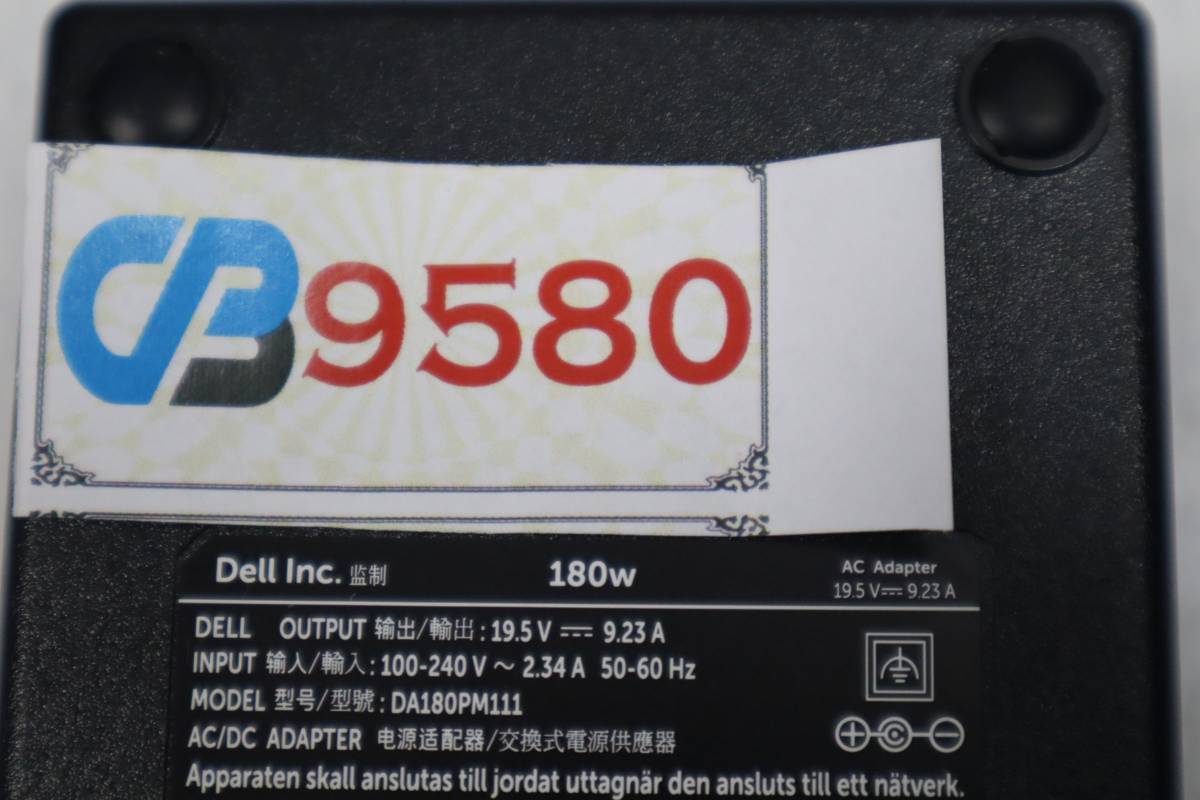 CB 9580
Dell Inc. 监制 180w AC Adapter
19.5 V⎓ 9.23 A
DELL OUTPUT 输出/輸出 : 19.5 V ⎓ 9.23 A
INPUT 输入/輸入 : 100-240 V ~ 2.34 A 50-60 Hz
MODEL 型号/型號 : DA180PM111
AC/DC ADAPTER 电源适配器/交換式電源供應器
Apparaten skall anslutas till jordat uttagnär den ansluts till ett nätverk.